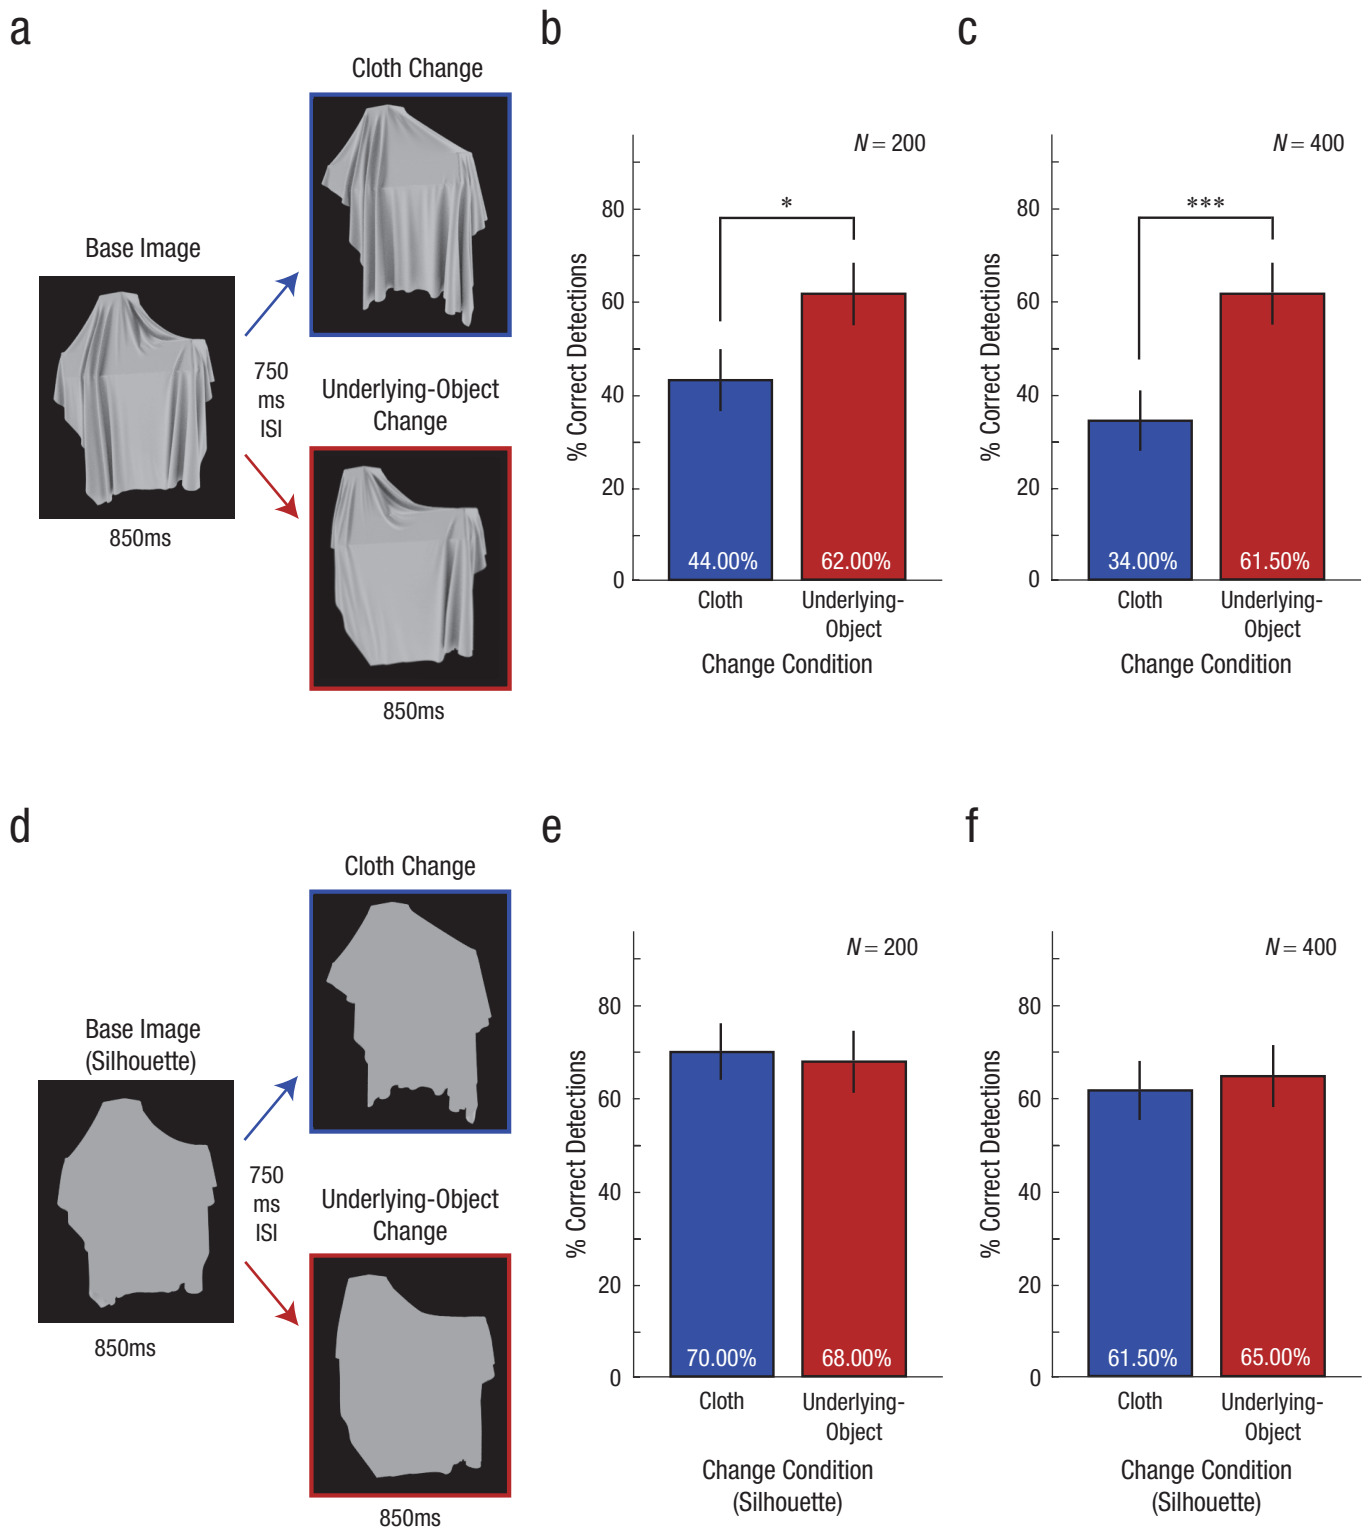 a
Cloth Change
Base Image
750
ms
ISI
850ms
Underlying-Object
Change
850ms
b
N = 200
*
% Correct Detections
80
60
40
20
0
44.00%
62.00%
Cloth
Underlying-
Object
Change Condition
c
N = 400
***
% Correct Detections
80
60
40
20
0
34.00%
61.50%
Cloth
Underlying-
Object
Change Condition
d
Cloth Change
Base Image
(Silhouette)
750
ms
ISI
850ms
Underlying-Object
Change
850ms
e
N = 200
% Correct Detections
80
60
40
20
0
70.00%
68.00%
Cloth
Underlying-
Object
Change Condition
(Silhouette)
f
N = 400
% Correct Detections
80
60
40
20
0
61.50%
65.00%
Cloth
Underlying-
Object
Change Condition
(Silhouette)